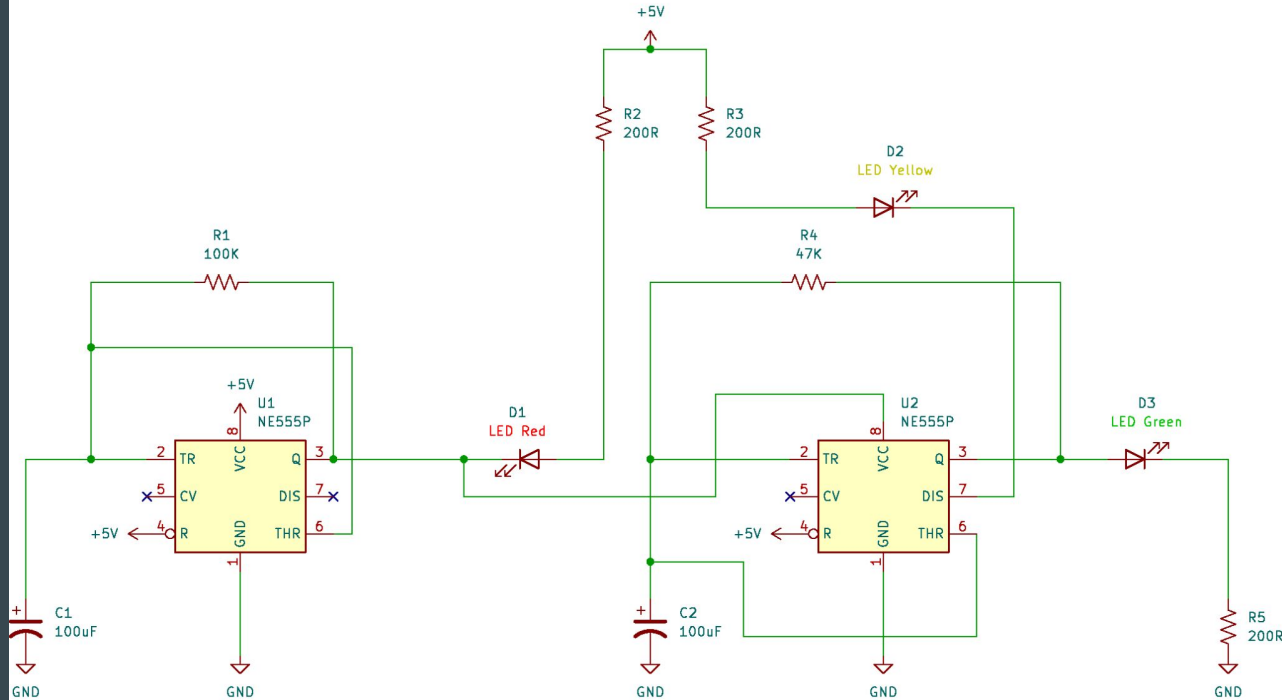 +5V
R2
200R
R3
200R
D2
LED Yellow
R1
100K
R4
47K
+5V
U1
NE555P
8
VCC
2
TR
Q
3
5
CV
DIS
7
+5V
4
R
THR
6
GND
1
D1
LED Red
U2
NE555P
8
VCC
2
TR
Q
3
5
CV
DIS
7
+5V
4
R
THR
6
GND
1
D3
LED Green
C1
100uF
C2
100uF
R5
200R
GND
GND
GND
GND
GND